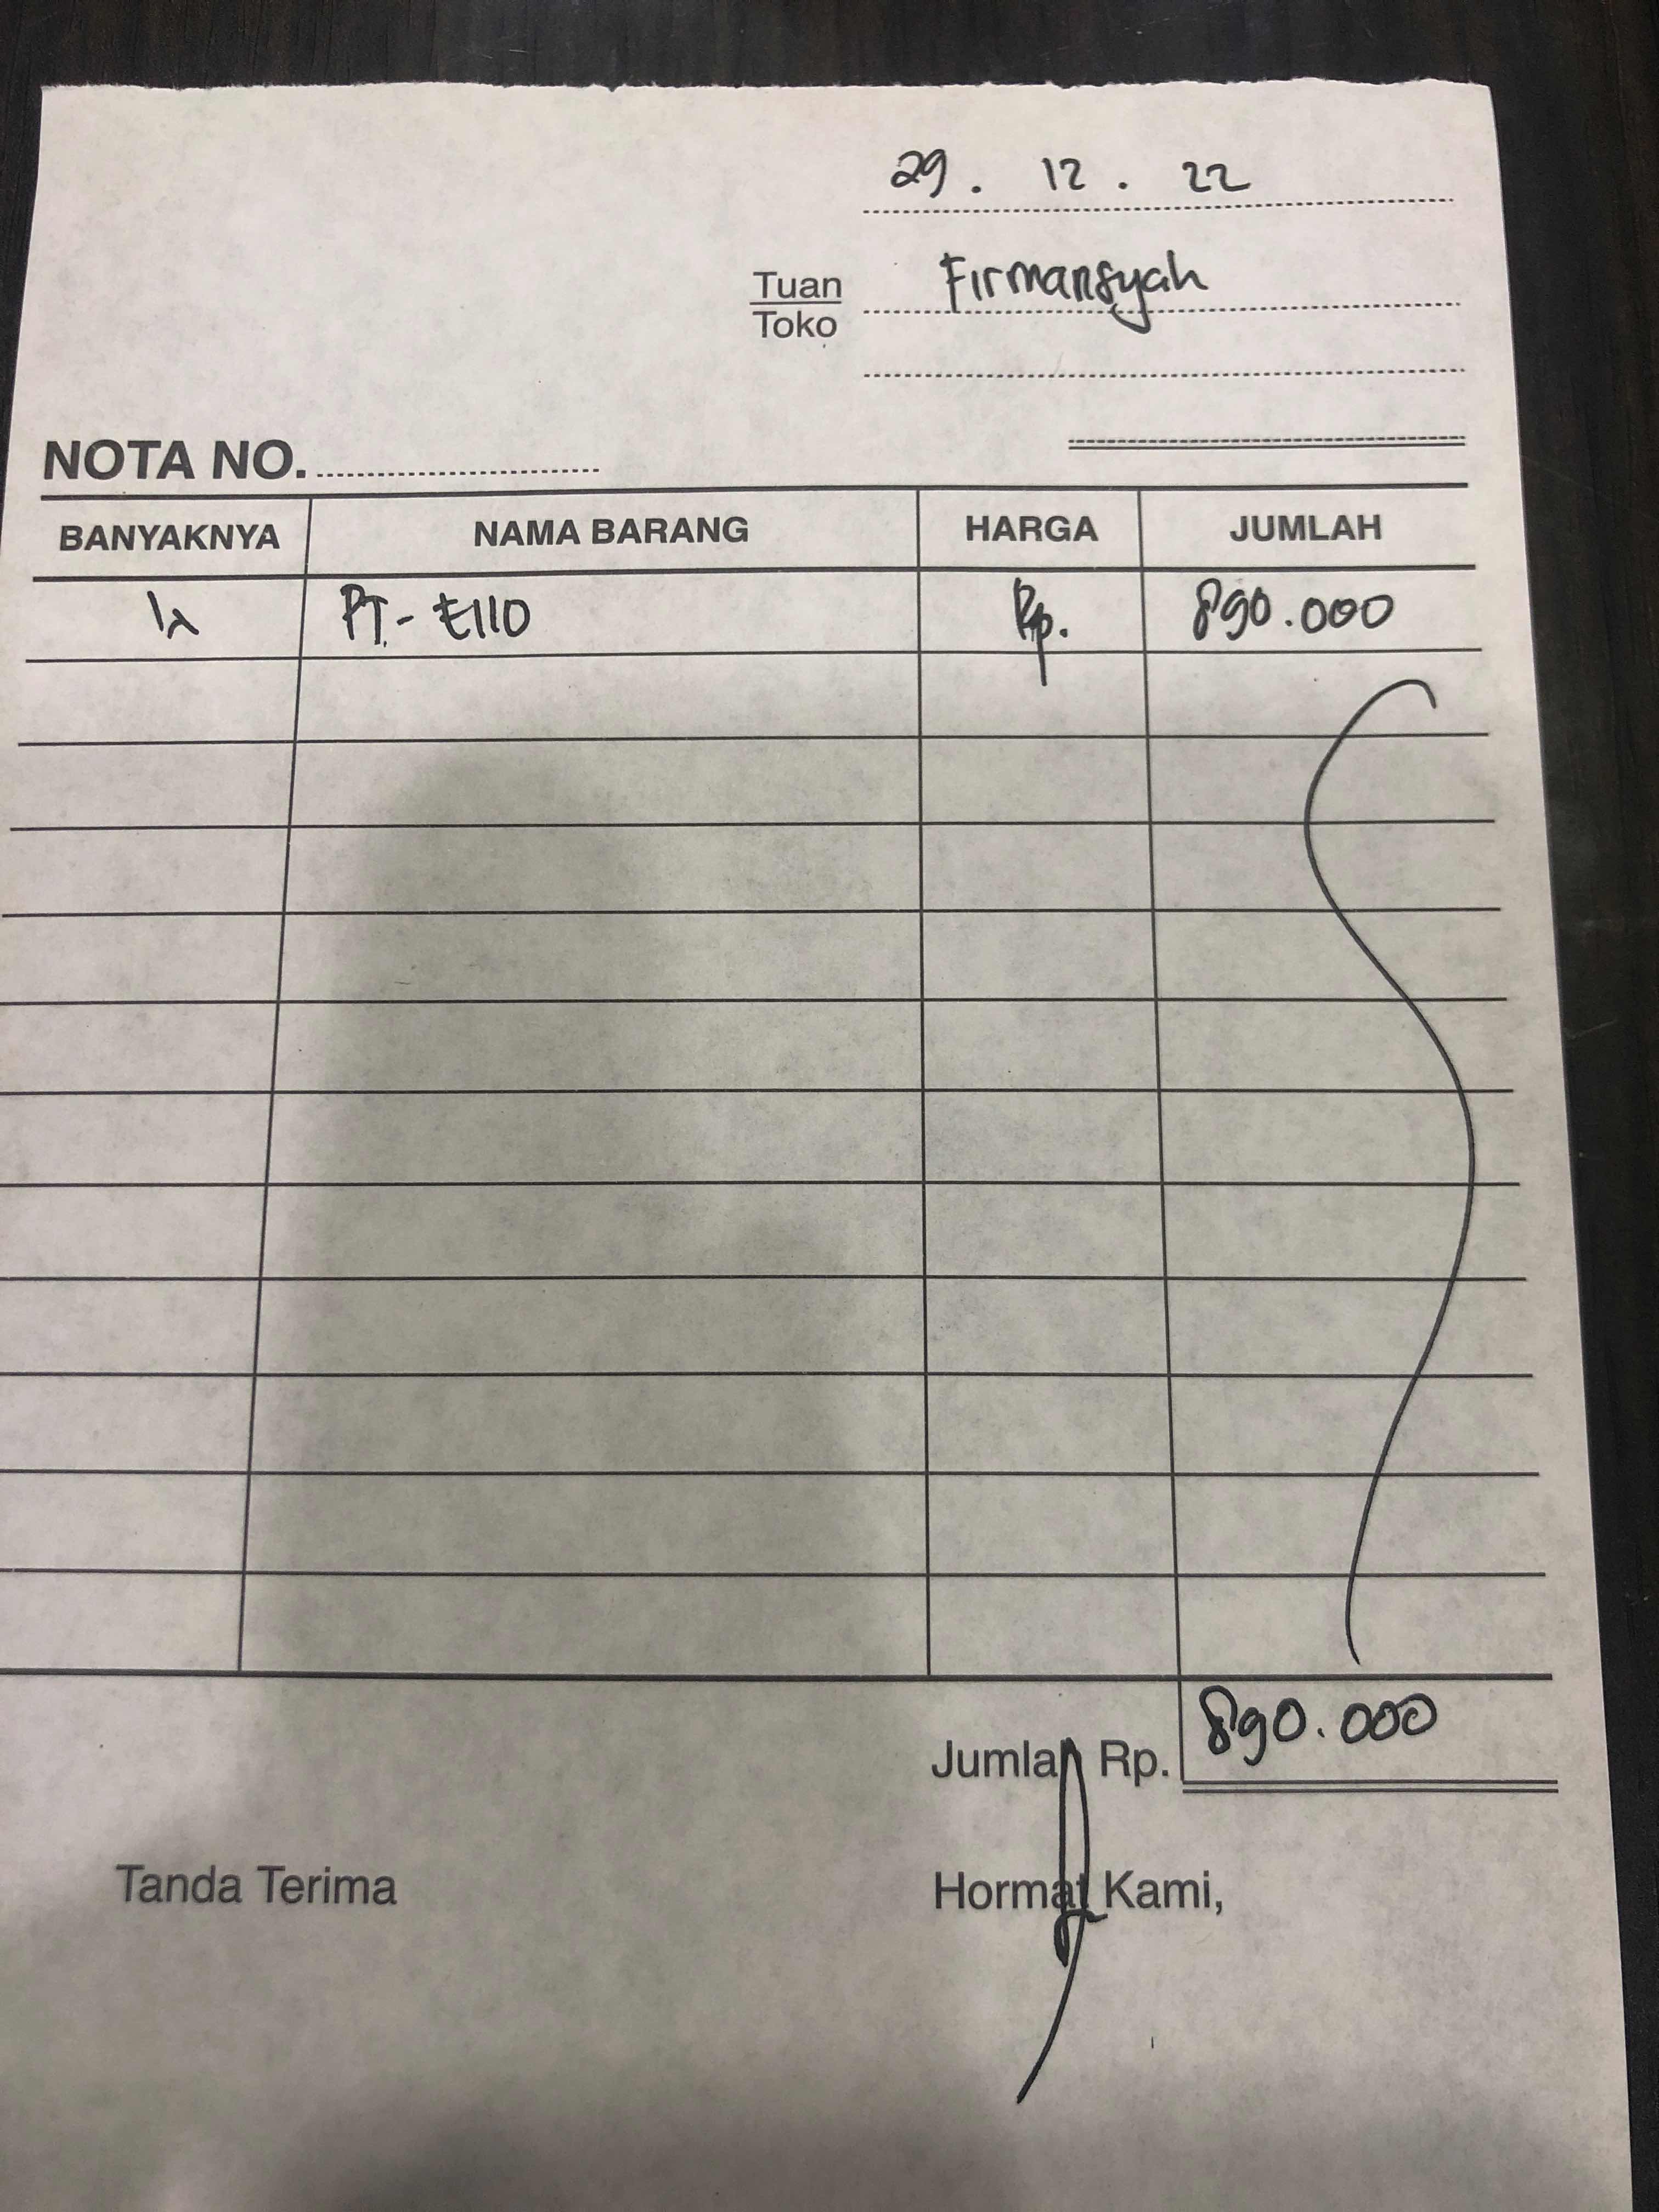 29 . 12 . 22
Tuan Firmansyah
Toko
NOTA NO.
BANYAKNYA NAMA BARANG HARGA JUMLAH
1x PT-E110 Rp. 890.000
Jumlah Rp. 890.000
Tanda Terima Hormat Kami,